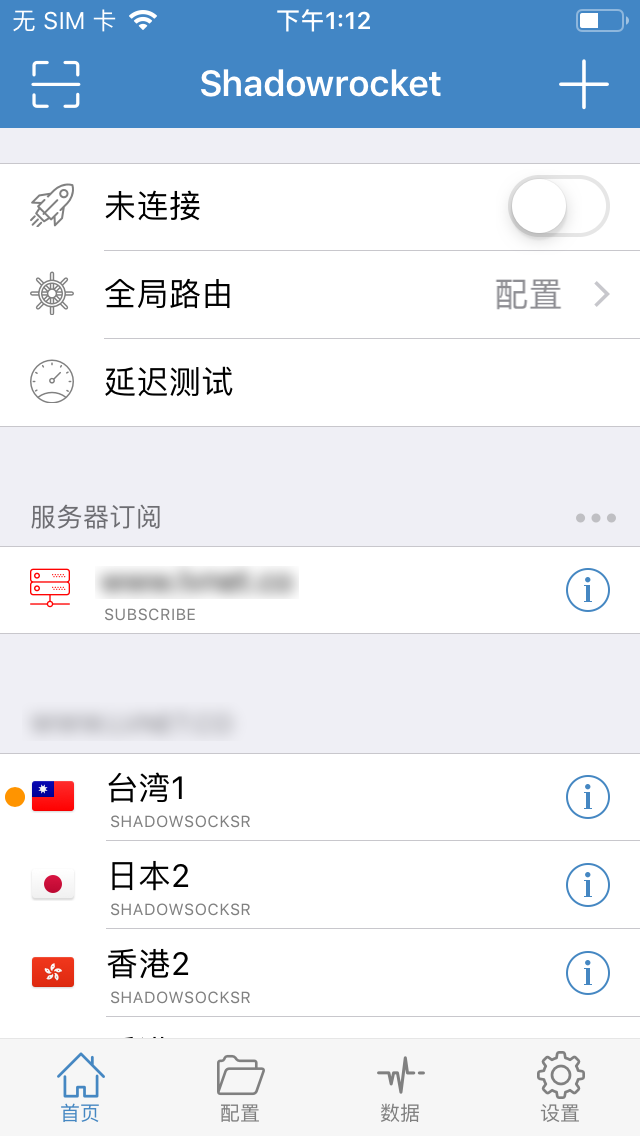 无 SIM 卡 下午1:12
Shadowrocket
未连接
全局路由 配置
延迟测试
服务器订阅
SUBSCRIBE
台湾1
SHADOWSOCKSR
日本2
SHADOWSOCKSR
香港2
SHADOWSOCKSR
首页 配置 数据 设置